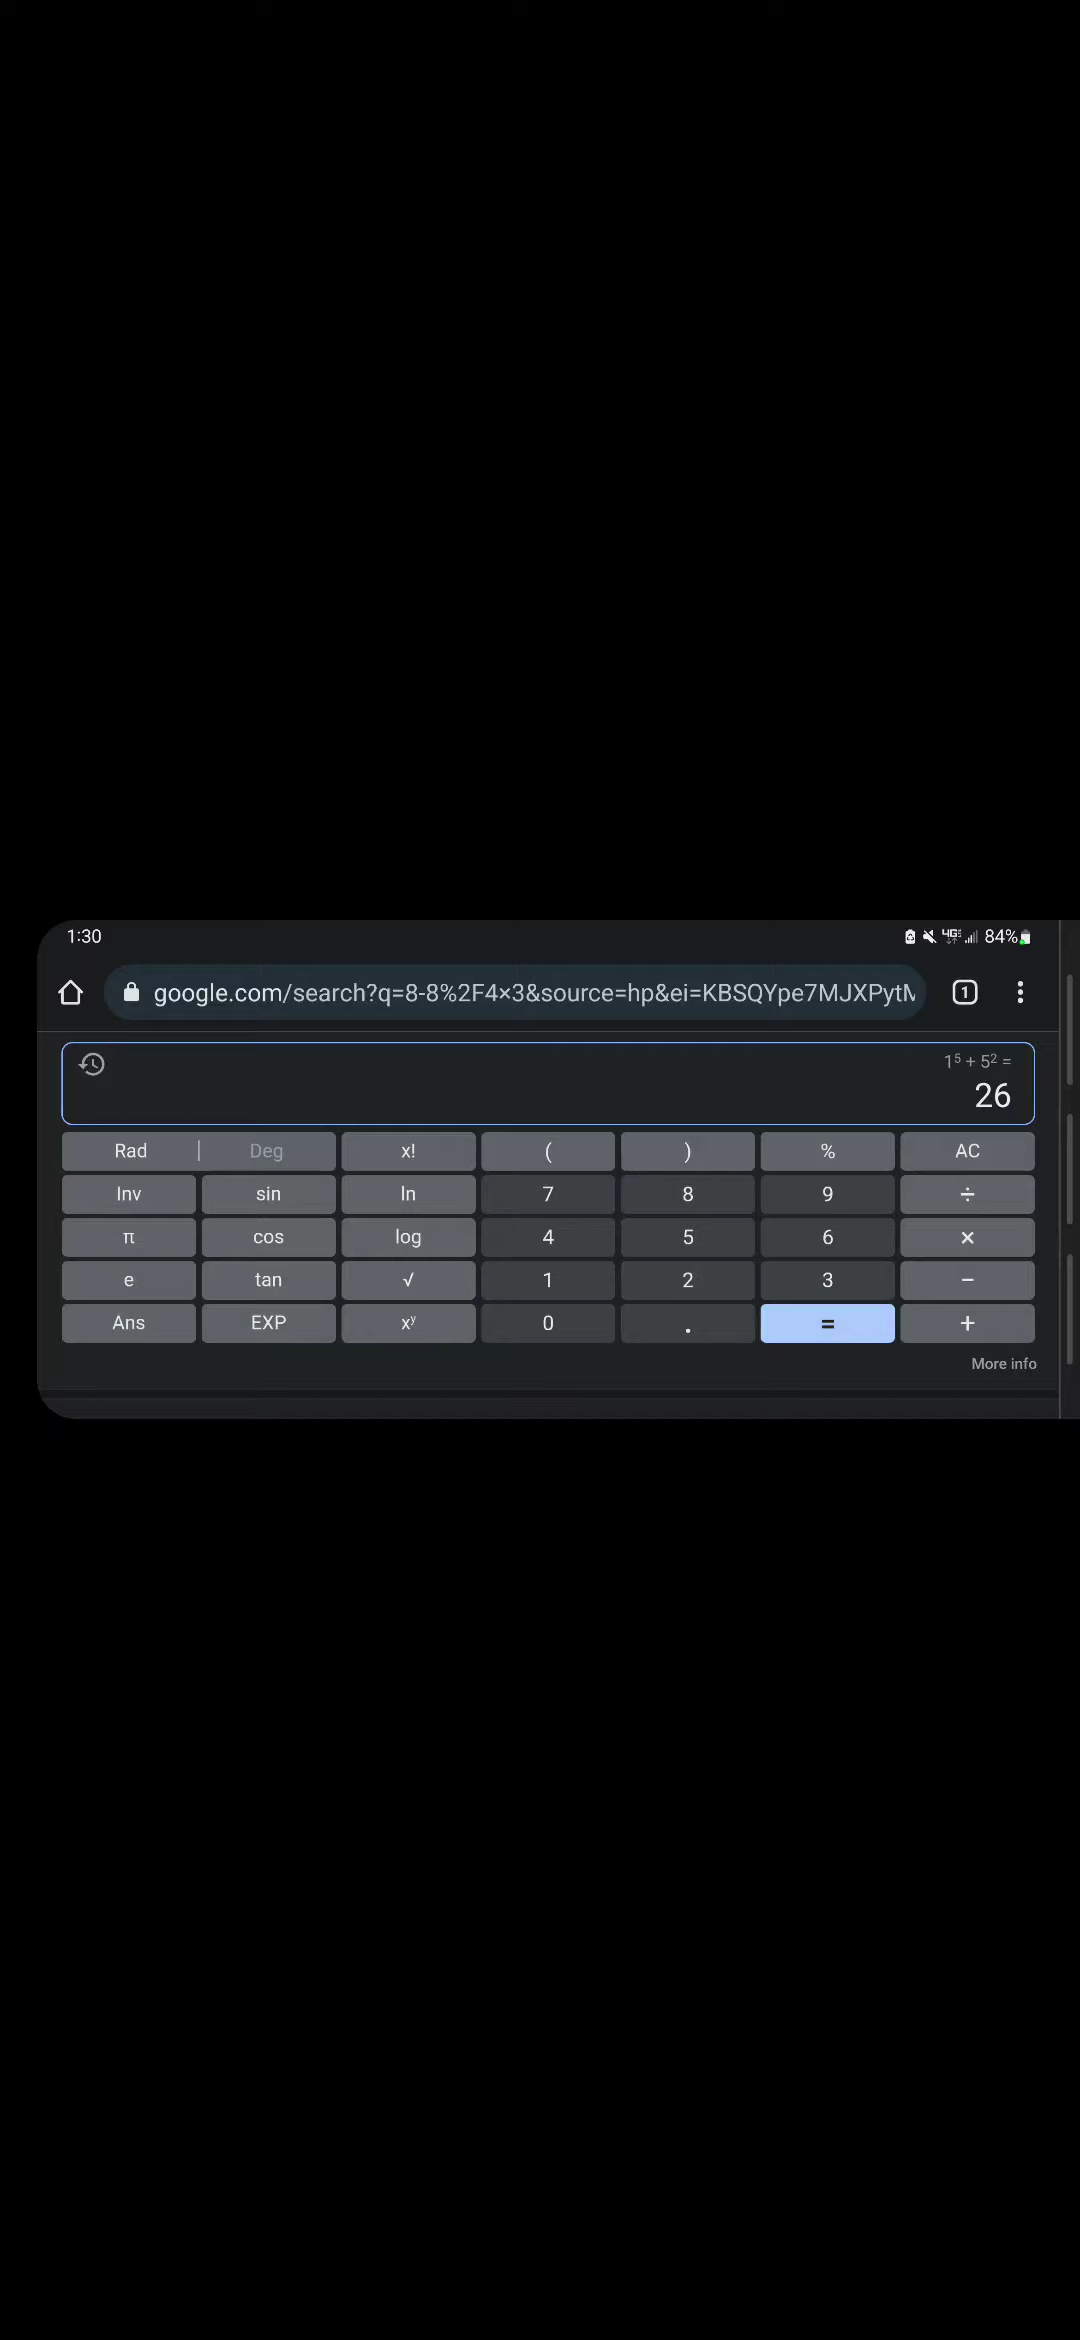 1:30 4G 84%
google.com/search?q=8-8%2F4×3&source=hp&ei=KBSQYpe7MJXPytM 1
1⁵ + 5² =
26
Rad | Deg x! ( ) % AC
Inv sin ln 7 8 9 ÷
π cos log 4 5 6 ×
e tan √ 1 2 3 −
Ans EXP xʸ 0 . = +
More info